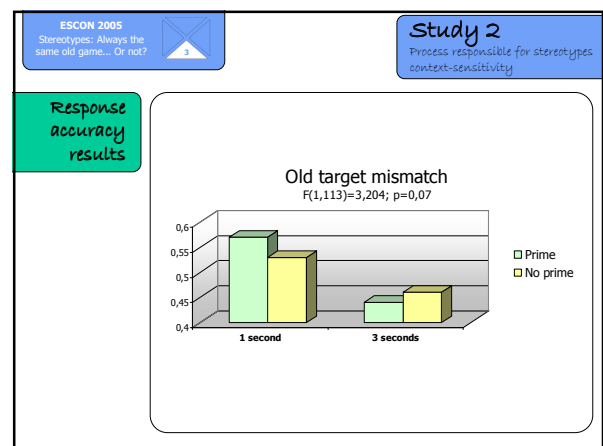 ESCON 2005
Stereotypes: Always the
same old game... Or not?
3
Study 2
Process responsible for stereotypes
context-sensitivity
Response
accuracy
results
Old target mismatch
F(1,113)=3,204; p=0,07
0,6
0,55
0,5
0,45
0,4
1 second
3 seconds
Prime
No prime